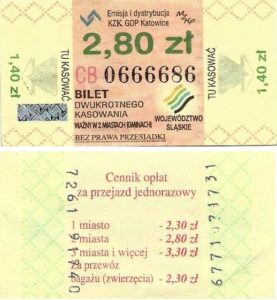 Emisja i dystrybucja
KZK GOP Katowice
2,80 zł
CB 0666686
TU KASOWAĆ
1,40 zł
BILET
DWUKROTNEGO
KASOWANIA
WAŻNY W 2 MIASTACH (GMINACH)
BEZ PRAWA PRZESIADKI
WOJEWÓDZTWO
ŚLĄSKIE
TU KASOWAĆ
1,40 zł
Cennik opłat
za przejazd jednorazowy
1 miasto - 2,30 zł
2 miasta - 2,80 zł
3 miasta i więcej - 3,30 zł
za przewóz
bagażu (zwierzęcia) - 2,30 zł